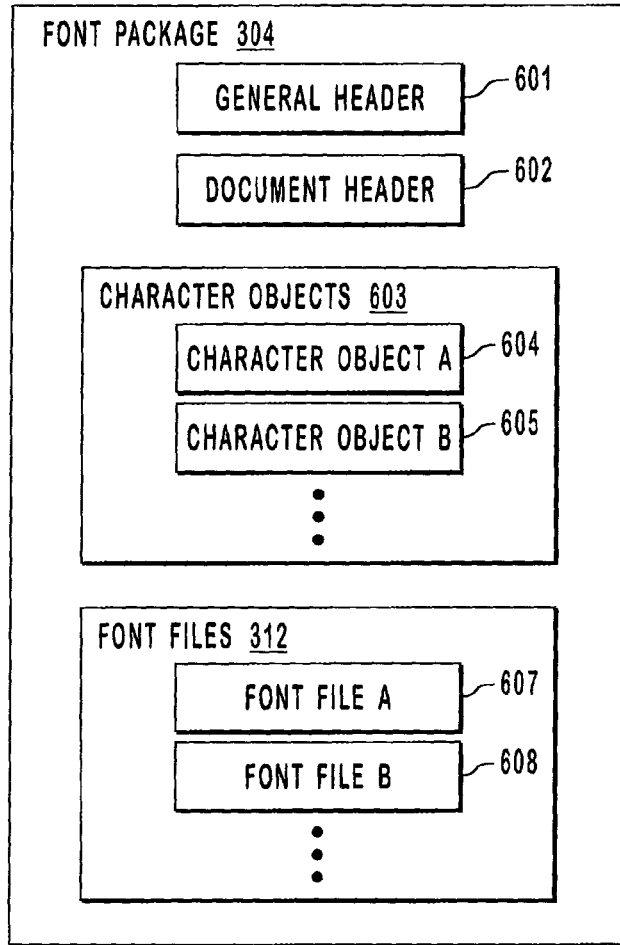 FONT PACKAGE 304
GENERAL HEADER 601
DOCUMENT HEADER 602
CHARACTER OBJECTS 603
CHARACTER OBJECT A 604
CHARACTER OBJECT B 605
FONT FILES 312
FONT FILE A 607
FONT FILE B 608